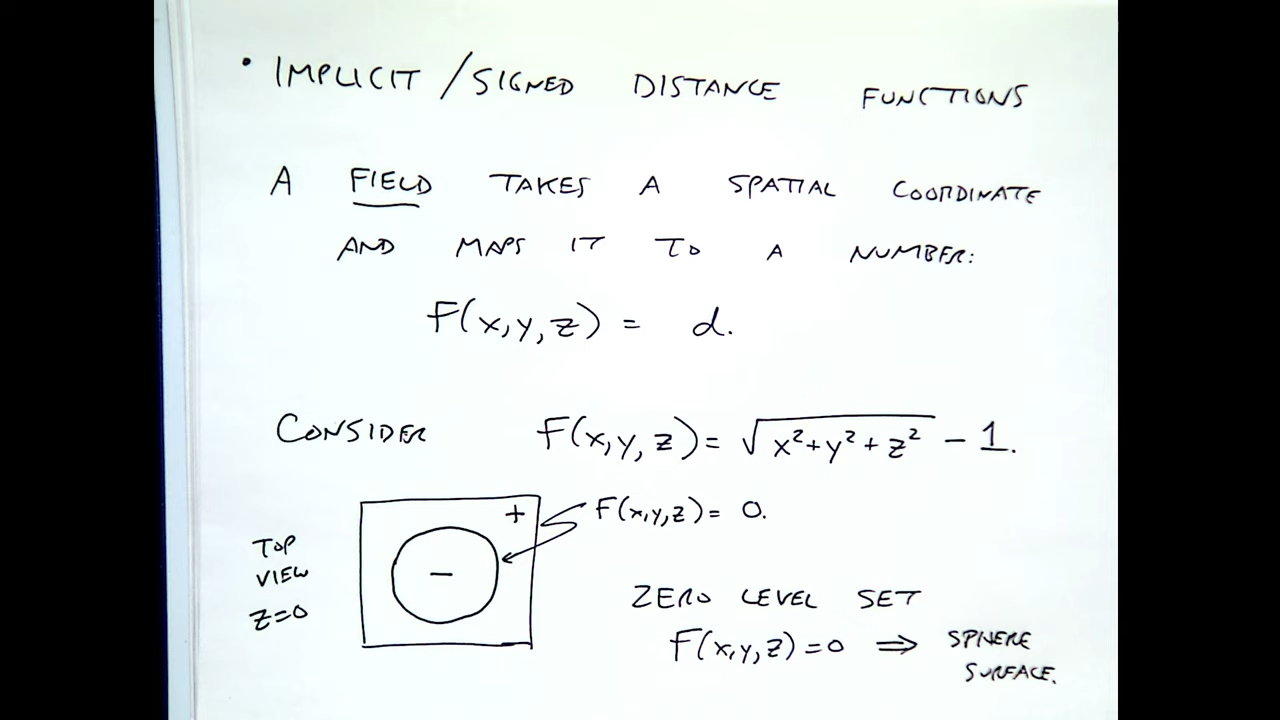 • IMPLICIT / SIGNED DISTANCE FUNCTIONS
A FIELD TAKES A SPATIAL COORDINATE
AND MAPS IT TO A NUMBER:
F(x,y,z) = d.
CONSIDER F(x,y,z) = √(x²+y²+z²) - 1.
+ F(x,y,z) = 0.
TOP
VIEW
z=0
−
ZERO LEVEL SET
F(x,y,z) = 0 ⇒ SPHERE
SURFACE.